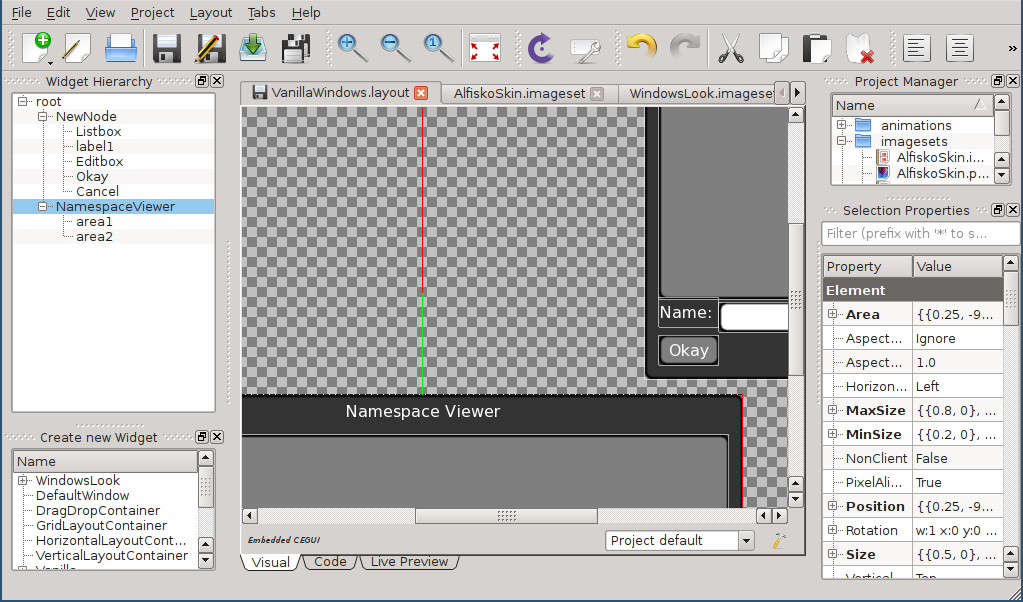 File Edit View Project Layout Tabs Help
1
»
Widget Hierarchy
root
NewNode
Listbox
label1
Editbox
Okay
Cancel
NamespaceViewer
area1
area2
Create new Widget
Name
WindowsLook
DefaultWindow
DragDropContainer
GridLayoutContainer
HorizontalLayoutCont...
VerticalLayoutContainer
VanillaWindows.layout AlfiskoSkin.imageset WindowsLook.imageset
Name:
Okay
Namespace Viewer
Embedded CEGUI
Project default
Visual Code Live Preview
Project Manager
Name
animations
imagesets
AlfiskoSkin.i...
AlfiskoSkin.p...
Selection Properties
Filter (prefix with '*' to s...
Property Value
Element
Area {{0.25, -9...
Aspect... Ignore
Aspect... 1.0
Horizon... Left
MaxSize {{0.8, 0}, ...
MinSize {{0.2, 0}, ...
NonClient False
PixelAli... True
Position {{0.25, -9...
Rotation w:1 x:0 y:0 ...
Size {{0.5, 0}, ...